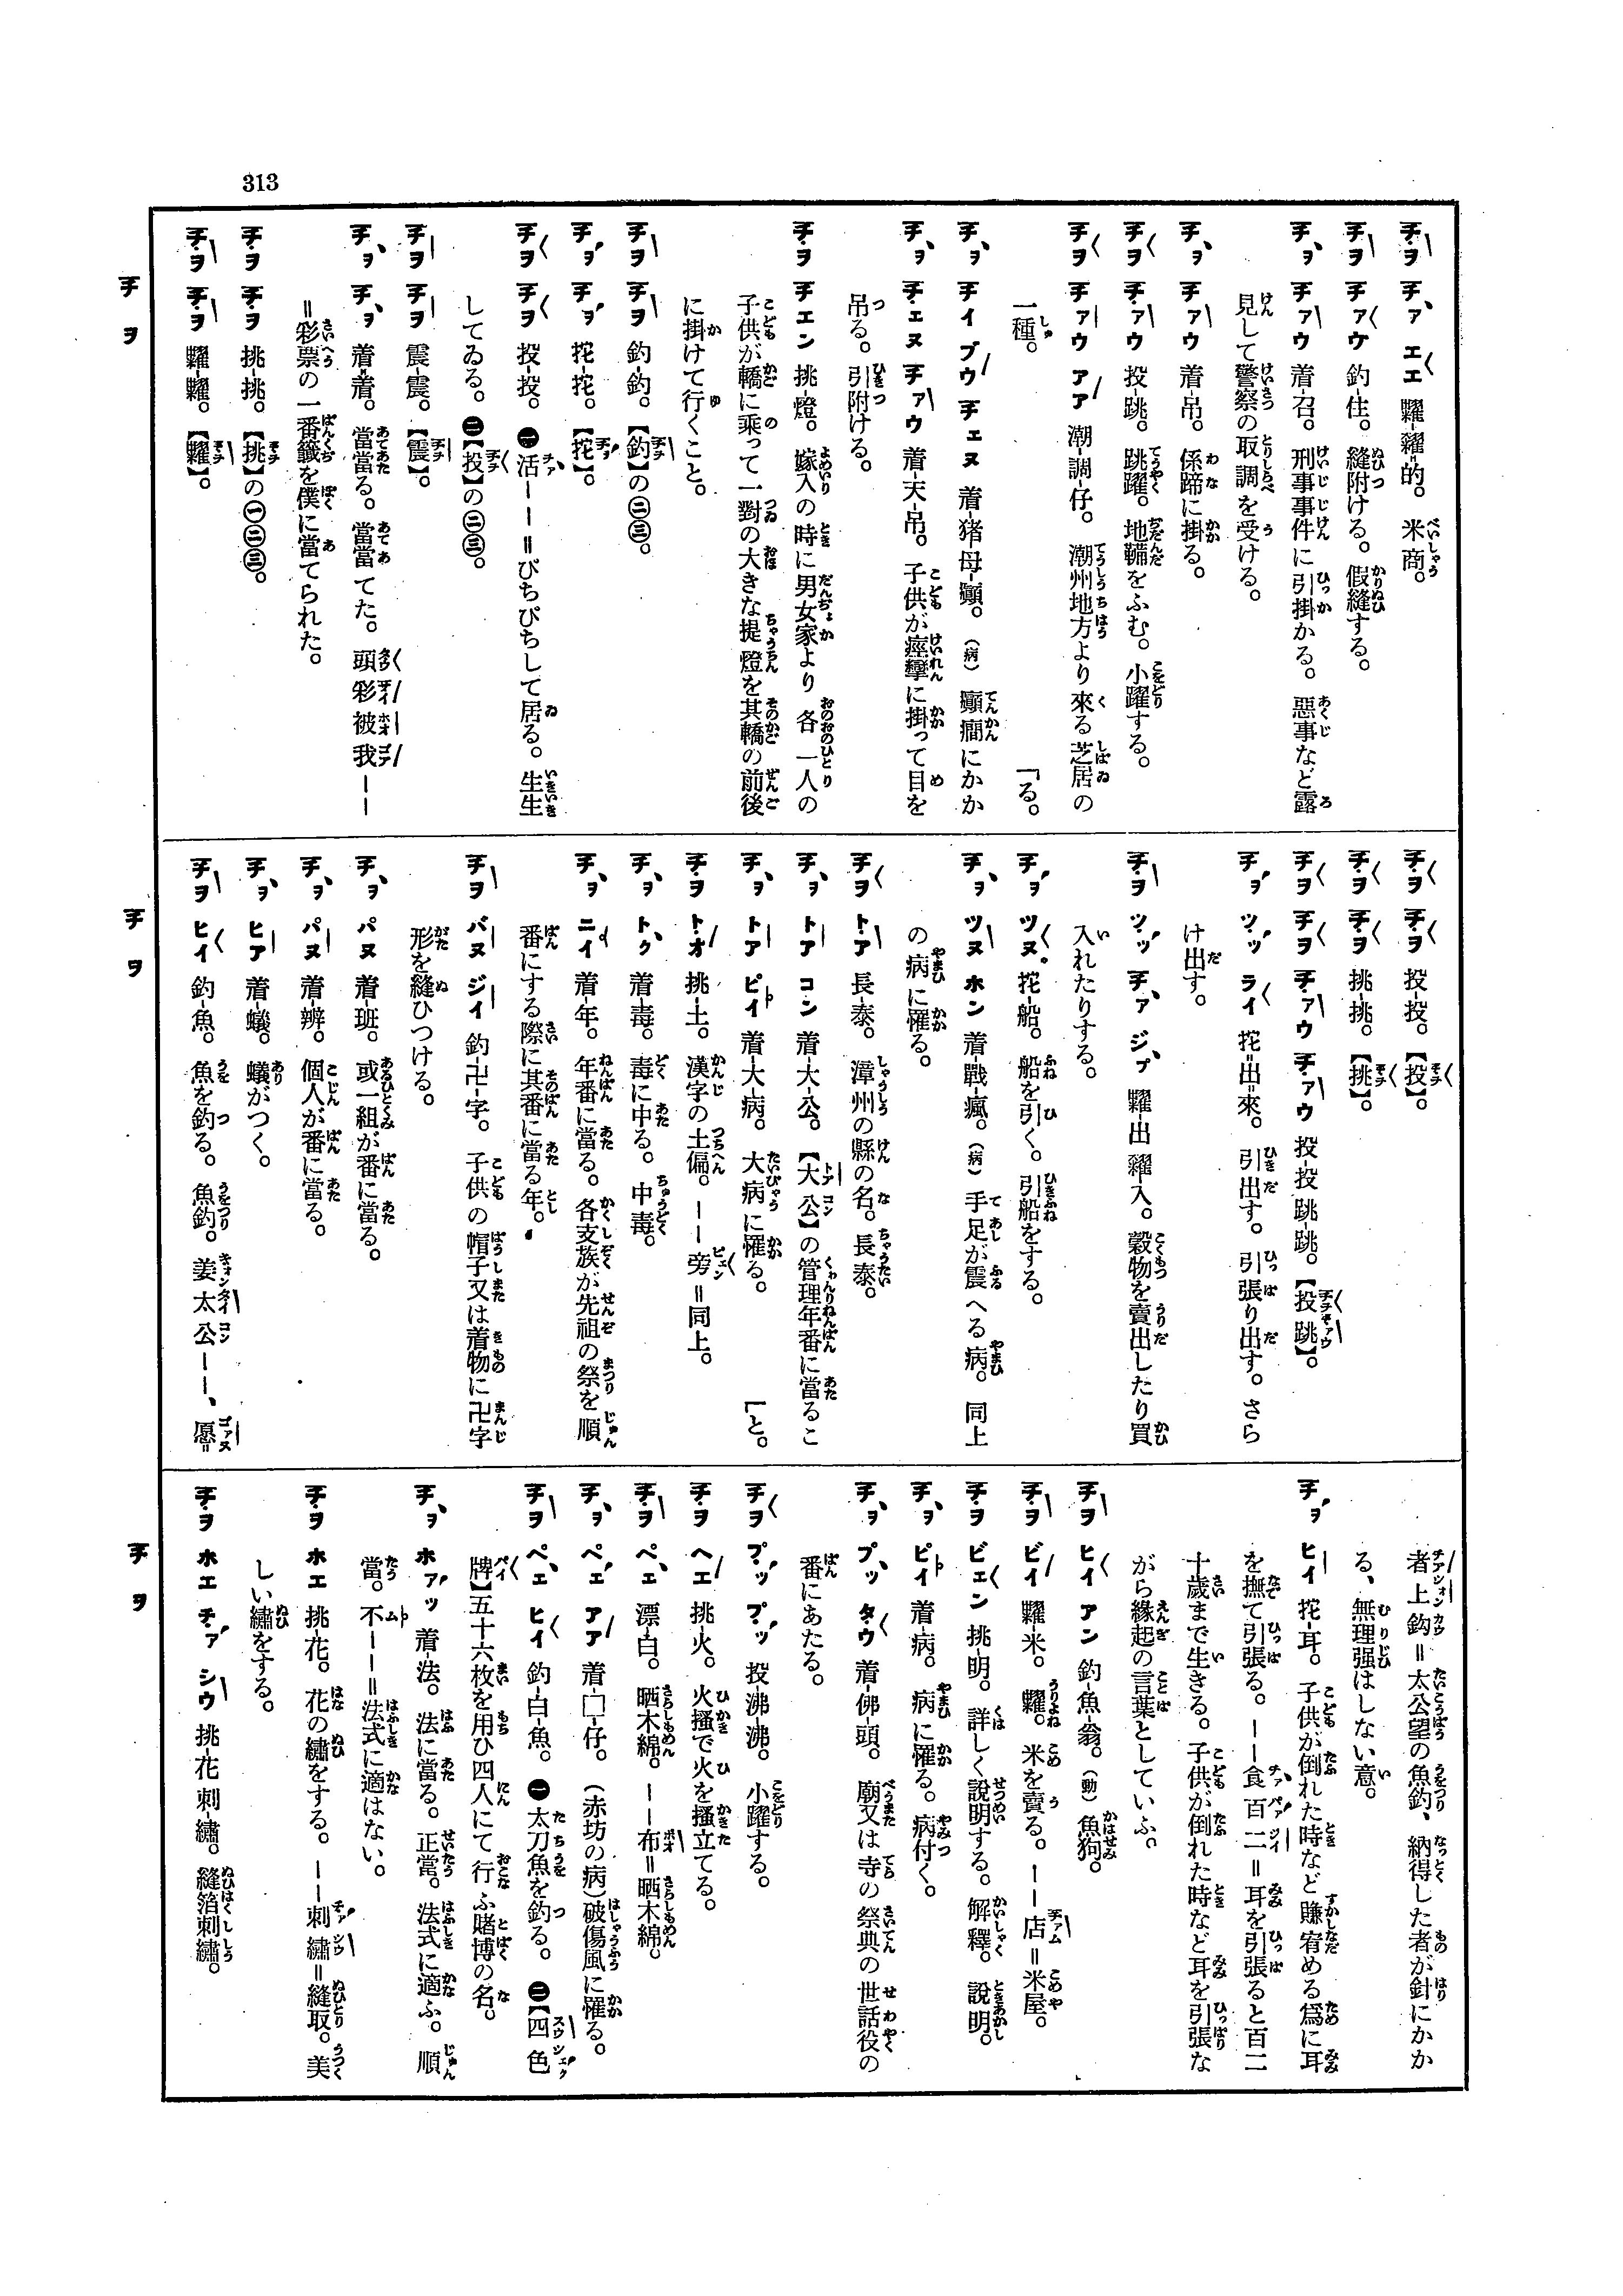 313
チヲ チァ エエ 糶-糴"的。米商。
チヲ チァウ 釣-住。縫附ける。假縫する。
チヲ チァウ 着-召。刑事事件に引掛かる。惡事など露
見して警察の取調を受ける。
チヲ チァウ 着-吊。係蹄に掛る。
チヲ チァウ 投-跳。跳躍。地鞴をふむ。小躍する。
チヲ チァウ アア 潮-調-仔。潮州地方より來る芝居の
一種。 「る。
チヲ チイ ブウ チェヌ 着-猪-母-顚。(病)癲癇にかか
チヲ チェヌ チァウ 着-天-吊。子供が痙攣に掛って目を
吊る。引附ける。
チヲ チエン 挑-燈。嫁入の時に男女家より各一人の
子供が轎に乘って一對の大きな提燈を其轎の前後
に掛けて行くこと。
チヲ チヲ 釣-釣。【釣】の㊁㊂。
チヲ チヲ 挓-挓。【挓】。
チヲ チヲ 投-投。㊀活ーー=びちびちして居る。生生
してゐる。㊁【投】の㊁㊂。
チヲ チヲ 震-震。【震】。
チヲ チヲ 着-着。當當る。當當てた。頭彩被我ーー
=彩票の一番籤を僕に當てられた。
チヲ チヲ 挑-挑。【挑】の㊀㊁㊂。
チヲ チヲ 糶-糶。【糶】。
チヲ
チヲ チヲ 投-投。【投】。
チヲ チヲ 挑-挑。【挑】。
チヲ チヲ チァウ チァウ 投-投 跳-跳。【投跳】。
チヲ ツッ ライ 挓=出=來。引出す。引張り出す。さら
け出す。
チヲ ツッ チァ ジプ 糶-出 糴-入。穀物を賣出したり買
入れたりする。
チヲ ツヌ 挓-船。船を引く。引船をする。
チヲ ツヌ ホン 着-戰-瘋。(病)手足が震へる病。同上
の病に罹る。
チヲ トア 長-泰。漳州の縣の名。長泰。
チヲ トア コン 着-大-公。【大公】の管理年番に當るこ
チヲ トア ピイ 着-大-病。大病に罹る。 「と。
チヲ トオ 挑-土。漢字の土偏。ーー旁=同上。
チヲ トク 着-毒。毒に中る。中毒。
チヲ ニイ 着-年。年番に當る。各支族が先祖の祭を順
番にする際に其番に當る年。
チヲ バヌ ジイ 釣-卍-字。子供の帽子又は着物に卍字
形を縫ひつける。
チヲ パヌ 着-班。或一組が番に當る。
チヲ パヌ 着-辨。個人が番に當る。
チヲ ヒア 着-蟻。蟻がつく。
チヲ ヒイ 釣-魚。魚を釣る。魚釣。姜太公ーー、愿=
チヲ
者上鈎=太公望の魚釣、納得した者が針にかか
る、無理强はしない意。
チヲ ヒイ 挓-耳。子供が倒れた時など賺宥める爲に耳
を撫で引張る。ーー食百二=耳を引張ると百二
十歲まで生きる。子供が倒れた時など耳を引張な
がら緣起の言葉としていふ。
チヲ ヒイ アン 釣-魚-翁。(動)魚狗。
チヲ ビイ 糶-米。糶。米を賣る。ーー店=米屋。
チヲ ビエン 挑-明。詳しく說明する。解釋。說明。
チヲ ピイ 着-病。病に罹る。病付く。
チヲ プッ タウ 着-佛-頭。廟又は寺の祭典の世話役の
番にあたる。
チヲ プッ プッ 投-沸-沸。小躍する。
チヲ ヘエ 挑-火。火搔で火を搔立てる。
チヲ ペェ 漂-白。晒木綿。ーー布=晒木綿。
チヲ ペェ アア 着-□-仔。(赤坊の病)破傷風に罹る。
チヲ ペェ ヒイ 釣-白-魚。㊀太刀魚を釣る。㊁【四色
牌】五十六枚を用ひ四人にて行ふ賭博の名。
チヲ ホァッ 着-法。法に當る。正當。法式に適ふ。順
當。不ーー=法式に適はない。
チヲ ホエ 挑-花。花の繡をする。ーー刺繡=縫取。美
しい繡をする。
チヲ ホエ チァ シウ 挑-花 刺-繡。縫箔刺繡。
チヲ